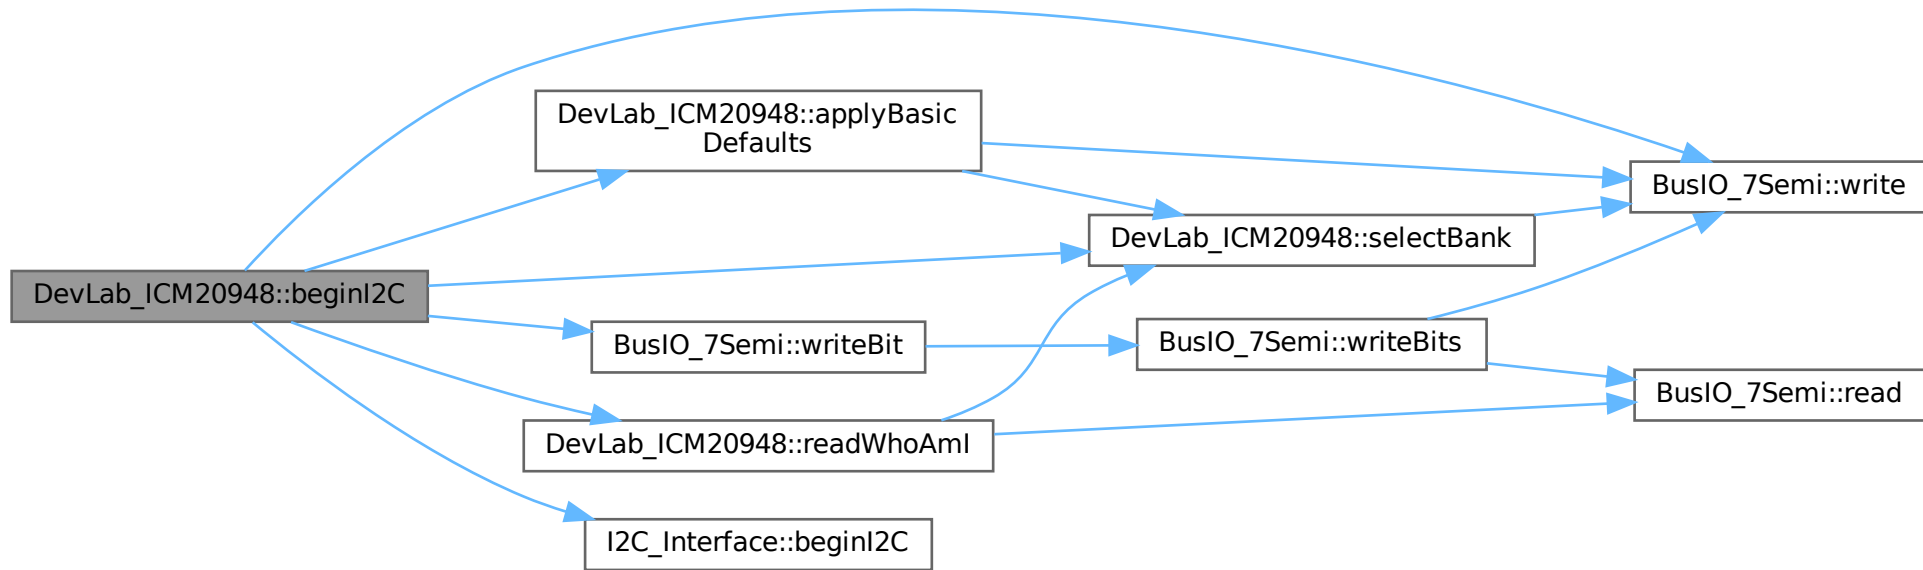 DevLab_ICM20948::beginI2C
DevLab_ICM20948::applyBasic
Defaults
DevLab_ICM20948::selectBank
BusIO_7Semi::write
BusIO_7Semi::writeBit
BusIO_7Semi::writeBits
BusIO_7Semi::read
DevLab_ICM20948::readWhoAmI
I2C_Interface::beginI2C